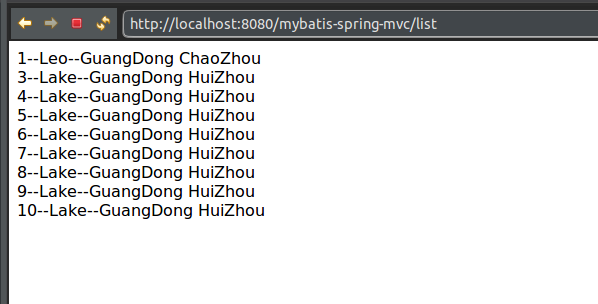 http://localhost:8080/mybatis-spring-mvc/list
1--Leo--GuangDong ChaoZhou
3--Lake--GuangDong HuiZhou
4--Lake--GuangDong HuiZhou
5--Lake--GuangDong HuiZhou
6--Lake--GuangDong HuiZhou
7--Lake--GuangDong HuiZhou
8--Lake--GuangDong HuiZhou
9--Lake--GuangDong HuiZhou
10--Lake--GuangDong HuiZhou